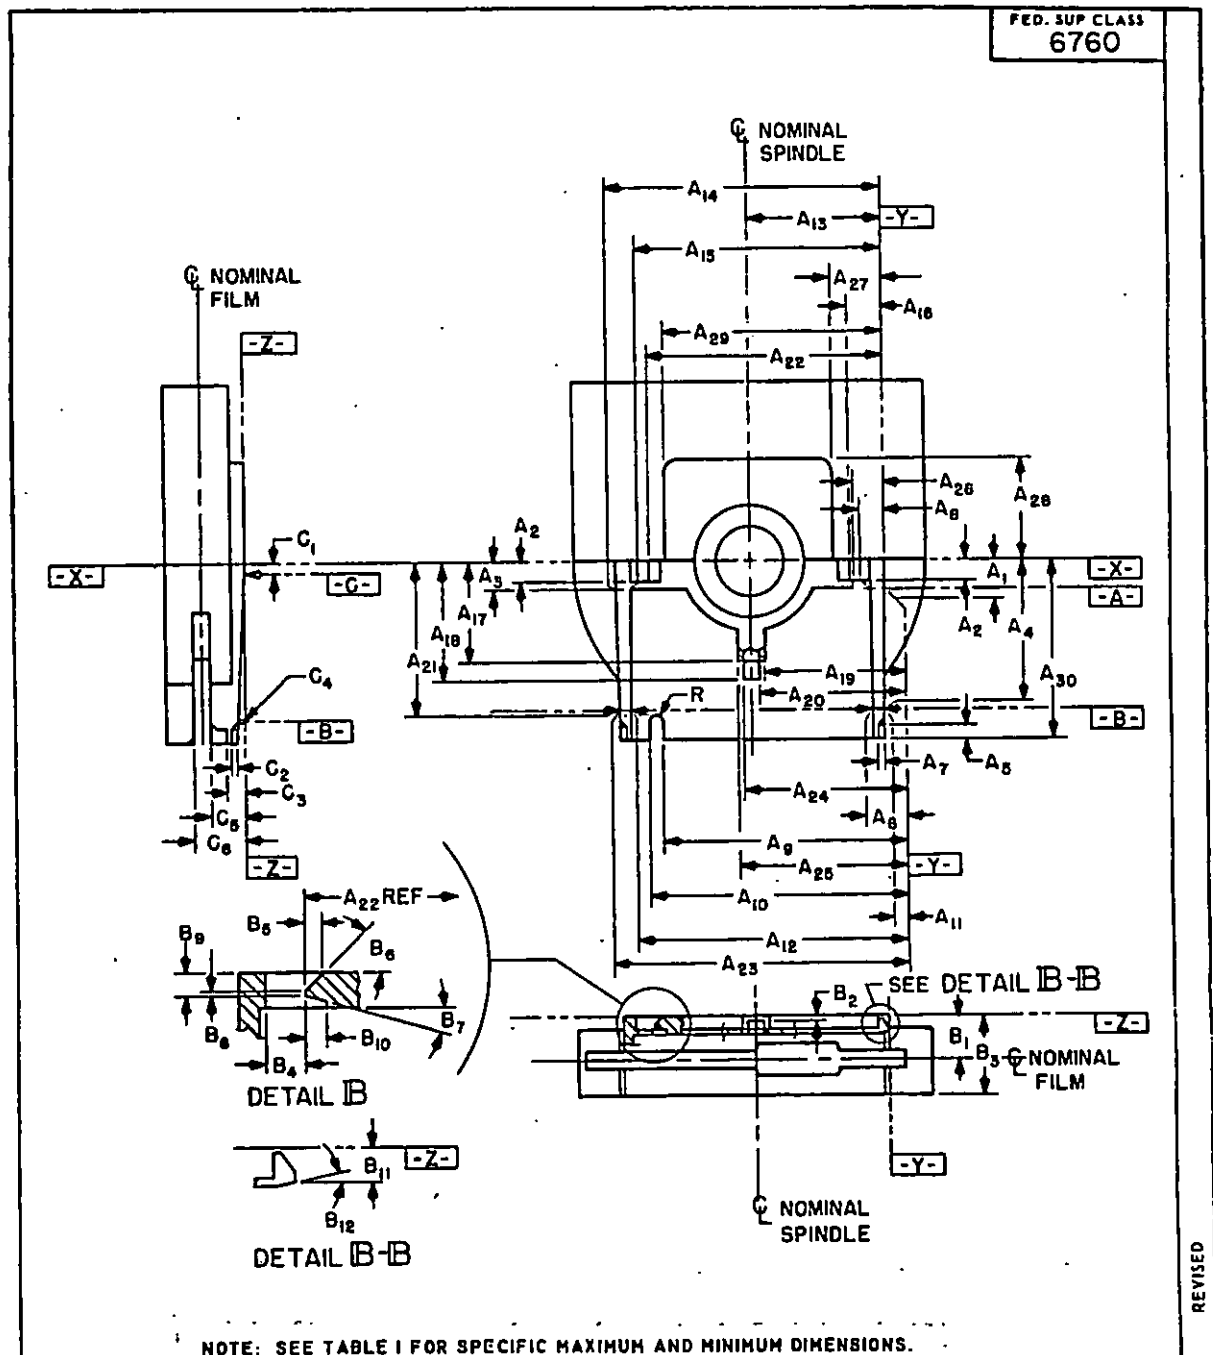 FED. SUP CLASS
6760
℄ NOMINAL
SPINDLE
A14
A13
-Y-
A15
℄ NOMINAL
FILM
A27
A16
-Z-
A29
A22
A26
A28
A8
C1
A2
-X-
A3
A1
-X-
-C-
-A-
A17
A2
A4
A18
A21
A19
A30
C4
R
A20
-B-
-B-
C2
A7
A5
C3
A24
A6
C5
A9
C6
-Z-
A25
-Y-
A22 REF
A10
A11
B5
B9
B6
A12
A23
SEE DETAIL B-B
B2
B7
-Z-
B8
B10
B1
B3
℄ NOMINAL
FILM
B4
DETAIL B
-Z-
B11
-Y-
B12
℄ NOMINAL
SPINDLE
DETAIL B-B
REVISED
NOTE: SEE TABLE I FOR SPECIFIC MAXIMUM AND MINIMUM DIMENSIONS.